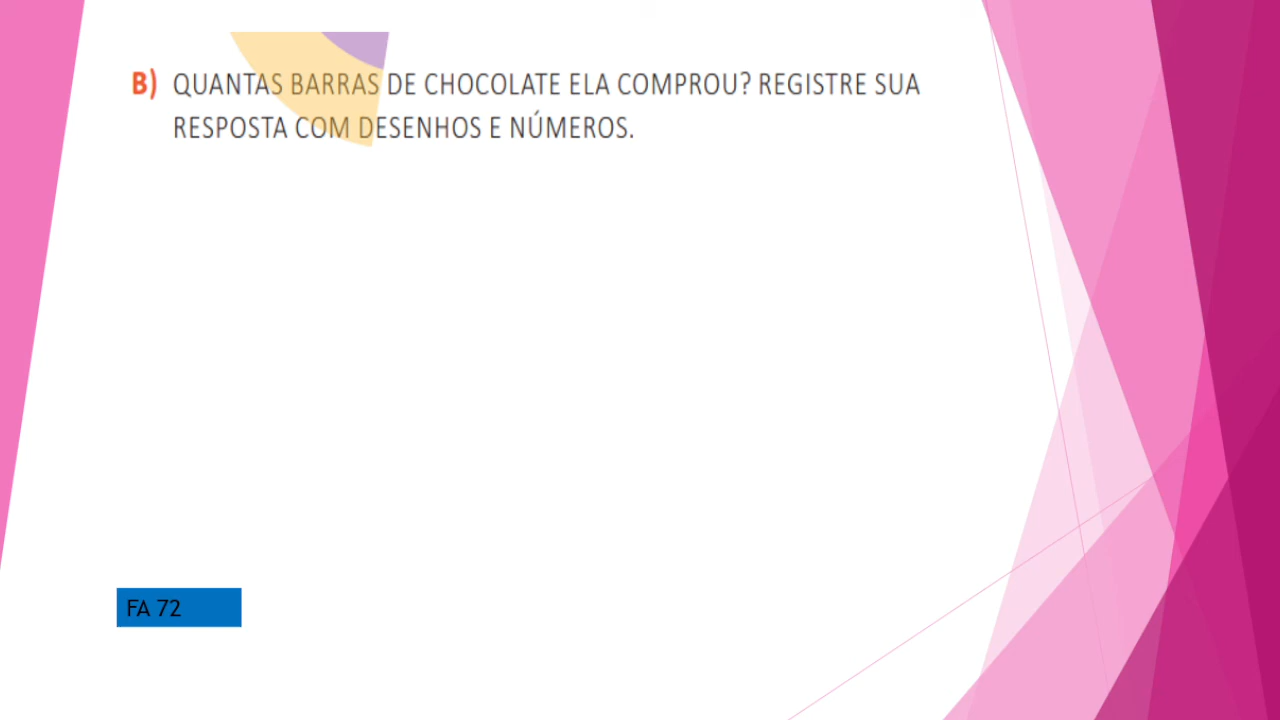 B) QUANTAS BARRAS DE CHOCOLATE ELA COMPROU? REGISTRE SUA
RESPOSTA COM DESENHOS E NÚMEROS.
FA 72